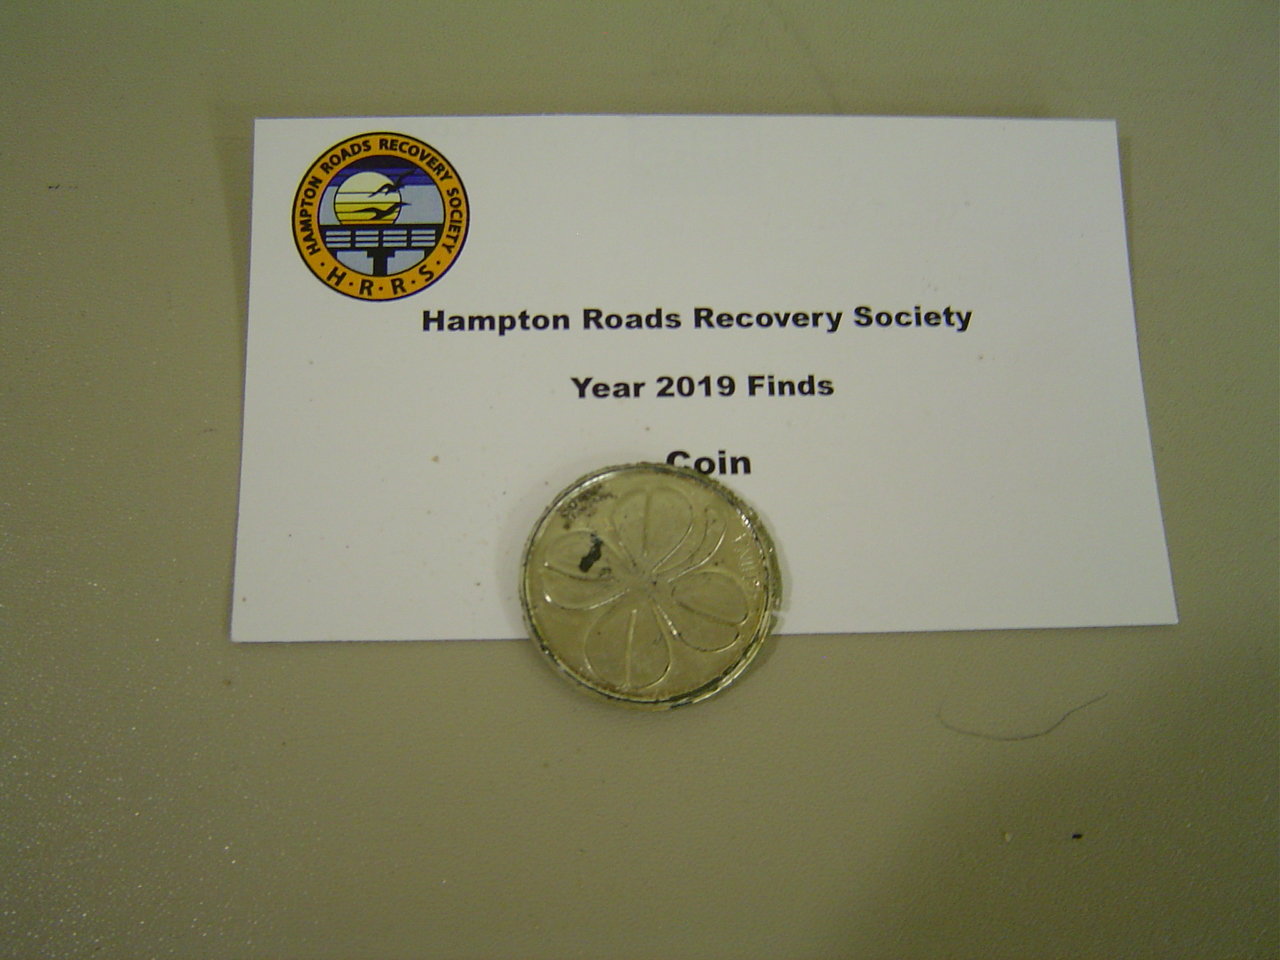 HAMPTON ROADS RECOVERY SOCIETY
· H · R · R · S ·
Hampton Roads Recovery Society
Year 2019 Finds
Coin